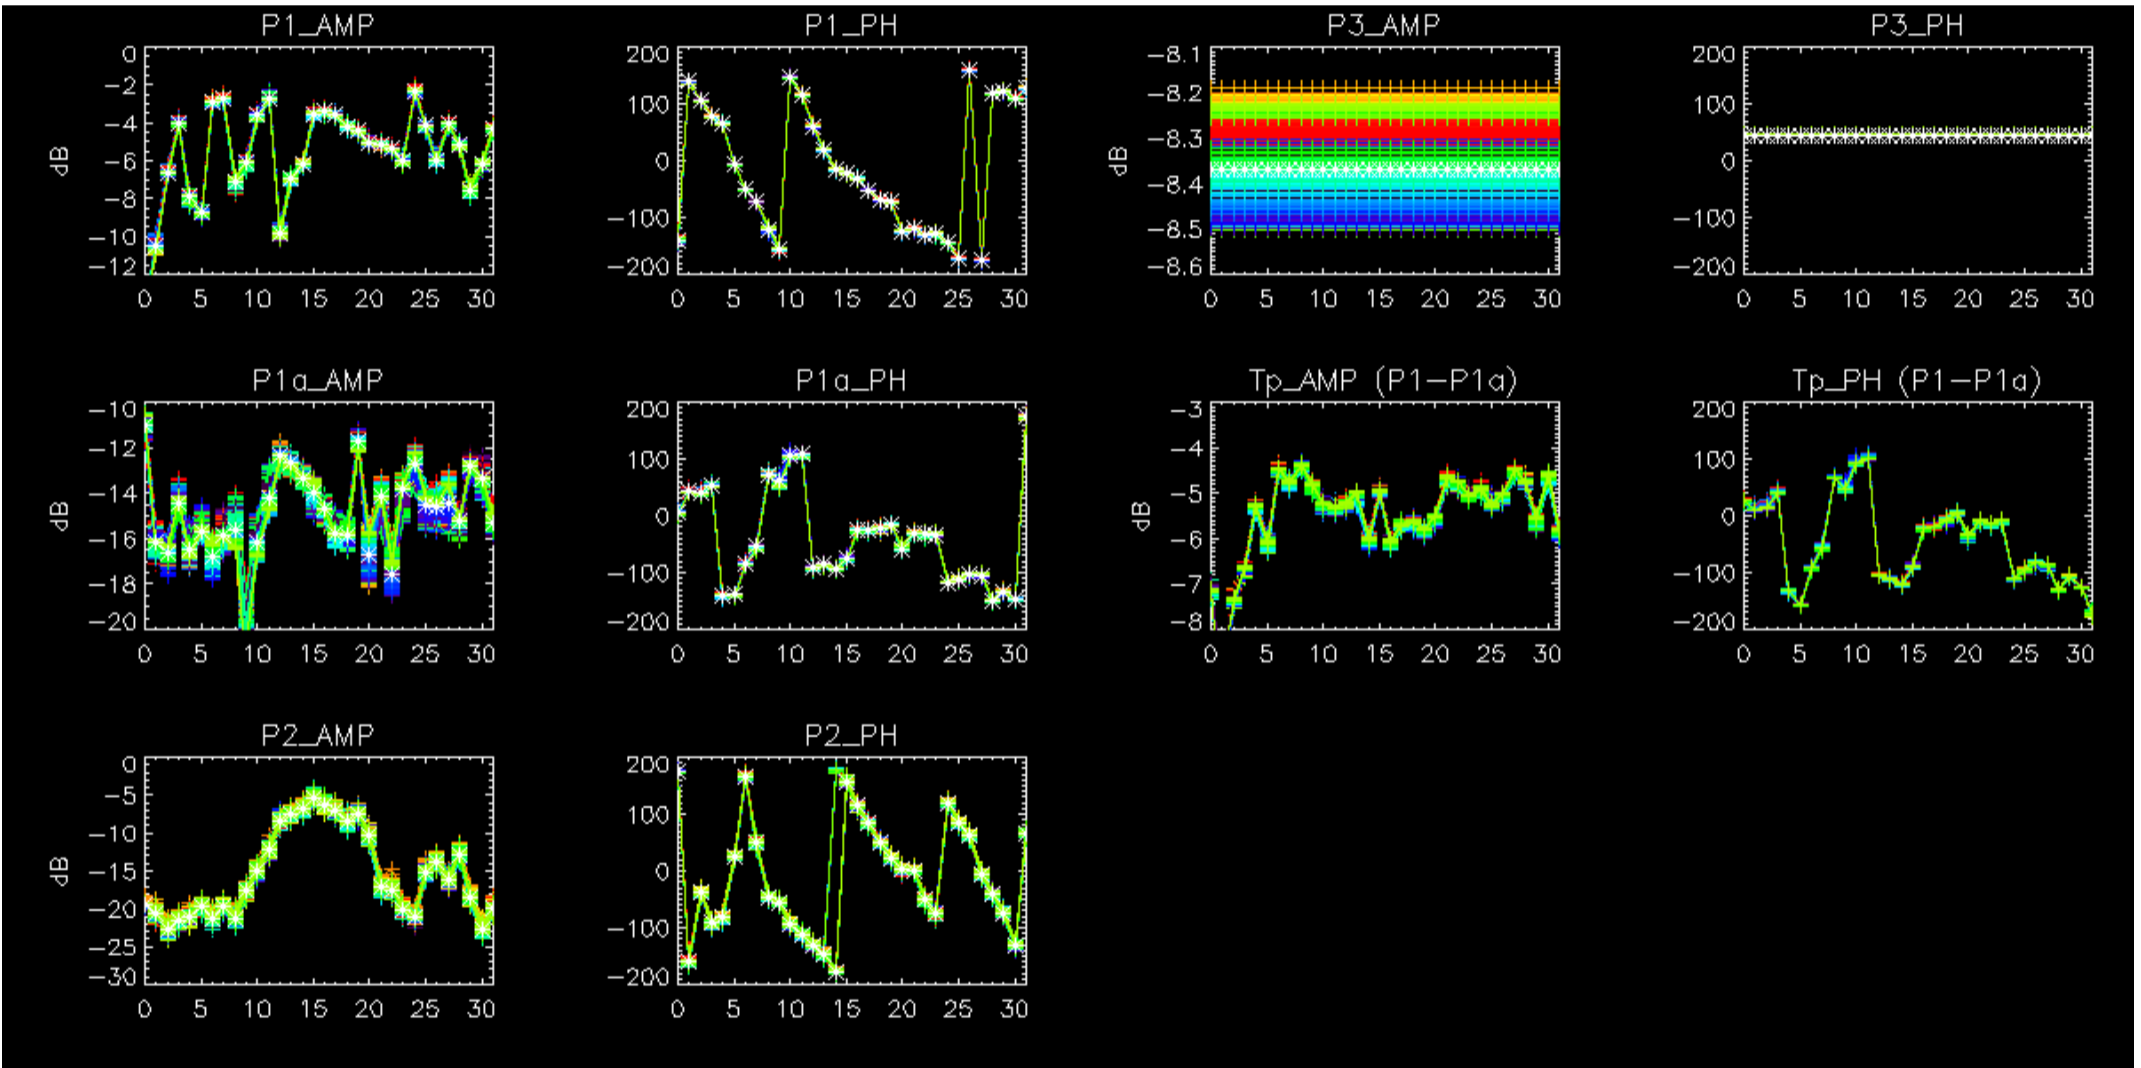 P1_AMP P1_PH P3_AMP P3_PH
0 200 −8.1 200
−2 100 −8.2 100
−4 0 −8.3 0
−6 −100 −8.4 −100
−8 −200 −8.5 −200
−10 −8.6
−12
dB dB
0 5 10 15 20 25 30 0 5 10 15 20 25 30 0 5 10 15 20 25 30 0 5 10 15 20 25 30
P1a_AMP P1a_PH Tp_AMP (P1−P1a) Tp_PH (P1−P1a)
−10 200 −3 200
−12 100 −4 100
−14 0 −5 0
−16 −100 −6 −100
−18 −200 −7 −200
−20 −8
dB dB
0 5 10 15 20 25 30 0 5 10 15 20 25 30 0 5 10 15 20 25 30 0 5 10 15 20 25 30
P2_AMP P2_PH
0 200
−5 100
−10 0
−15 −100
−20 −200
−25
−30
dB
0 5 10 15 20 25 30 0 5 10 15 20 25 30